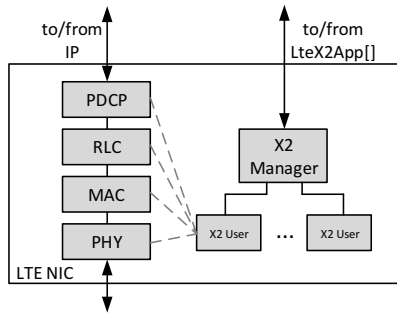 to/from
IP
to/from
LteX2App[]
PDCP
RLC
MAC
PHY
X2
Manager
X2 User
...
X2 User
LTE NIC